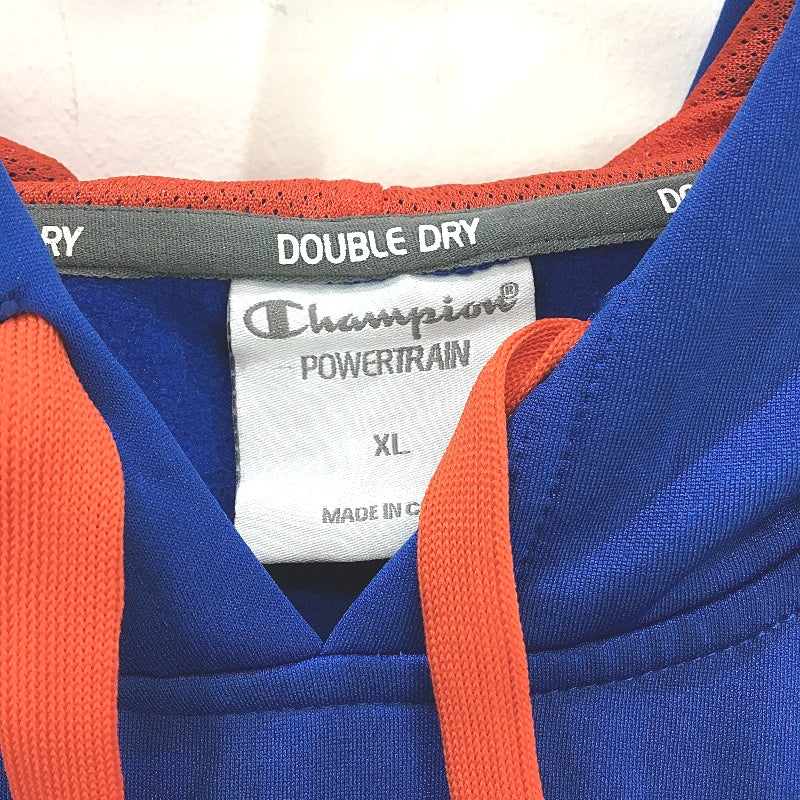 RY DOUBLE DRY DO
Champion®
POWERTRAIN
XL
MADE IN C